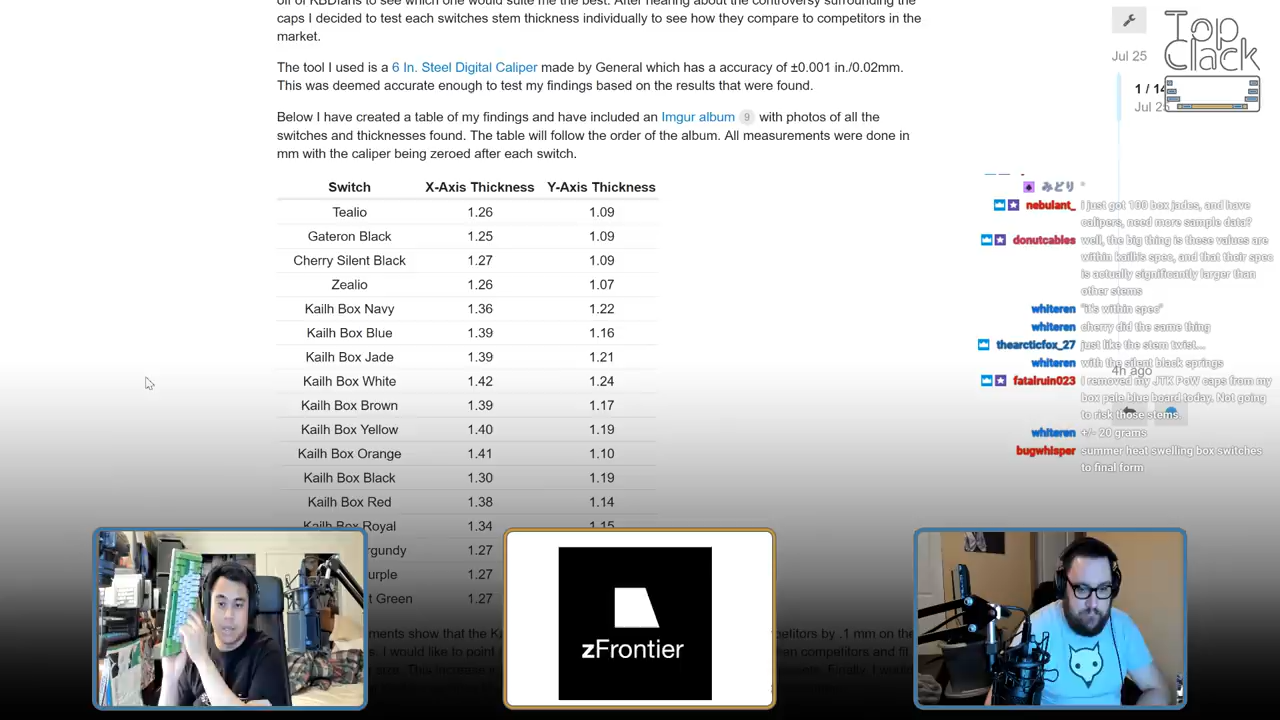 off of KBDfans to see which one would suite me the best. After hearing about the controversy surrounding the
caps I decided to test each switches stem thickness individually to see how they compare to competitors in the
market.
The tool I used is a 6 In. Steel Digital Caliper made by General which has a accuracy of ±0.001 in./0.02mm.
This was deemed accurate enough to test my findings based on the results that were found.
Below I have created a table of my findings and have included an Imgur album 9 with photos of all the
switches and thicknesses found. The table will follow the order of the album. All measurements were done in
mm with the caliper being zeroed after each switch.
Switch X-Axis Thickness Y-Axis Thickness
Tealio 1.26 1.09
Gateron Black 1.25 1.09
Cherry Silent Black 1.27 1.09
Zealio 1.26 1.07
Kailh Box Navy 1.36 1.22
Kailh Box Blue 1.39 1.16
Kailh Box Jade 1.39 1.21
Kailh Box White 1.42 1.24
Kailh Box Brown 1.39 1.17
Kailh Box Yellow 1.40 1.19
Kailh Box Orange 1.41 1.10
Kailh Box Black 1.30 1.19
Kailh Box Red 1.38 1.14
Kailh Box Royal 1.34 1.15
rgundy 1.27
urple 1.27
t Green 1.27
Jul 25
Top
Clack
1 / 14
Jul 25
4h ago
みどり "
nebulant_ i just got 100 box jades, and have
calipers, need more sample data?
donutcables well, the big thing is these values are
within kailh's spec, and that their spec
is actually significantly larger than
other stems
whiteren "it's within spec"
whiteren cherry did the same thing
thearcticfox_27 just like the stem twist...
whiteren with the silent black springs
fatalruin023 I removed my JTK PoW caps from my
box pale blue board today. Not going
to risk those stems.
whiteren +/- 20 grams
bugwhisper summer heat swelling box switches
to final form
zFrontier